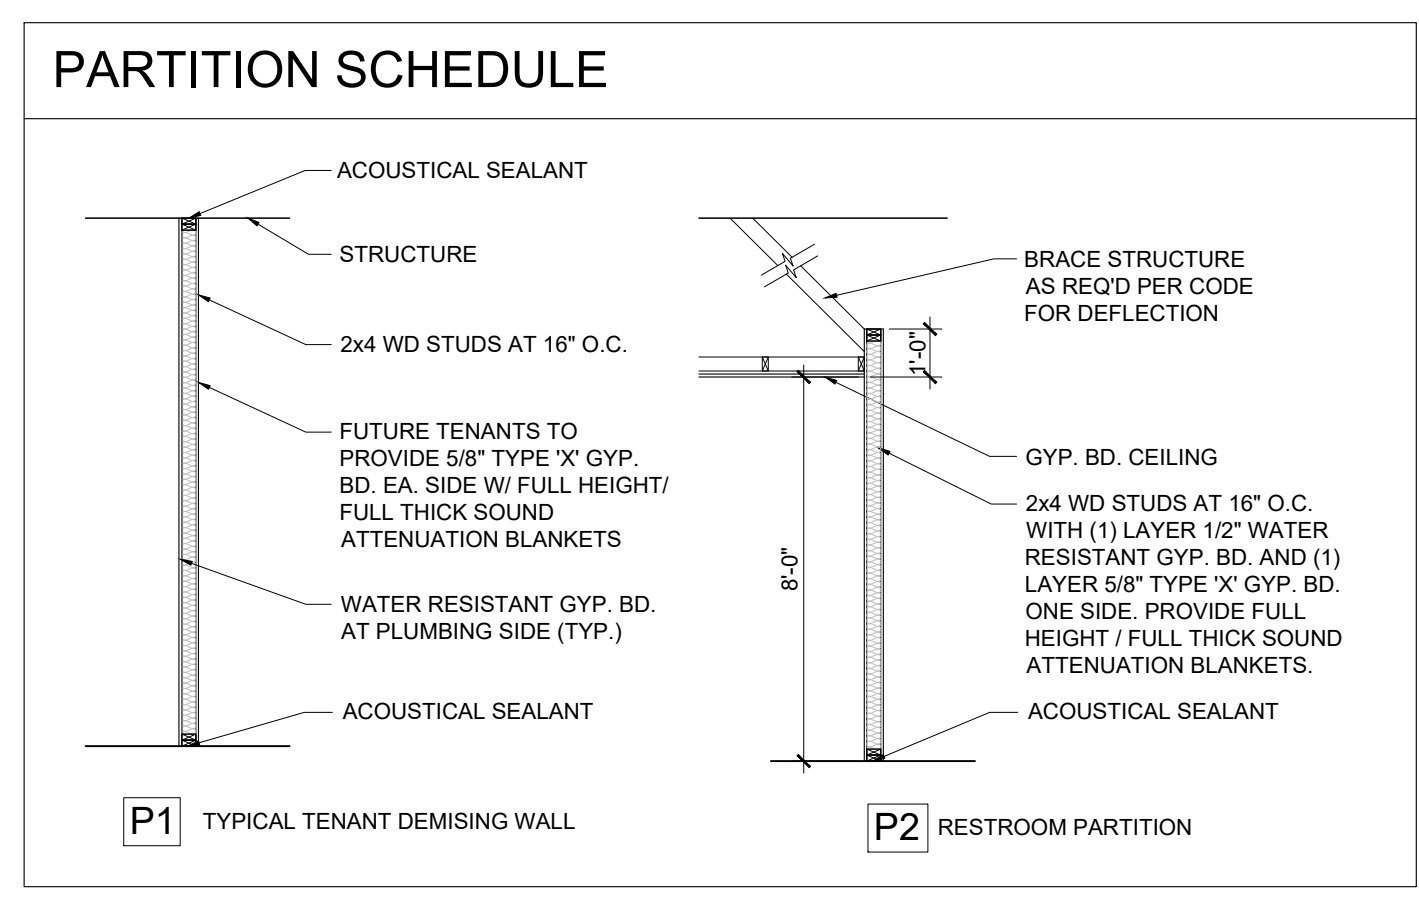 PARTITION SCHEDULE
ACOUSTICAL SEALANT
STRUCTURE
2x4 WD STUDS AT 16" O.C.
FUTURE TENANTS TO
PROVIDE 5/8" TYPE 'X' GYP.
BD. EA. SIDE W/ FULL HEIGHT/
FULL THICK SOUND
ATTENUATION BLANKETS
WATER RESISTANT GYP. BD.
AT PLUMBING SIDE (TYP.)
ACOUSTICAL SEALANT
P1
TYPICAL TENANT DEMISING WALL
BRACE STRUCTURE
AS REQ'D PER CODE
FOR DEFLECTION
1'-0"
8'-0"
GYP. BD. CEILING
2x4 WD STUDS AT 16" O.C.
WITH (1) LAYER 1/2" WATER
RESISTANT GYP. BD. AND (1)
LAYER 5/8" TYPE 'X' GYP. BD.
ONE SIDE. PROVIDE FULL
HEIGHT / FULL THICK SOUND
ATTENUATION BLANKETS.
ACOUSTICAL SEALANT
P2
RESTROOM PARTITION